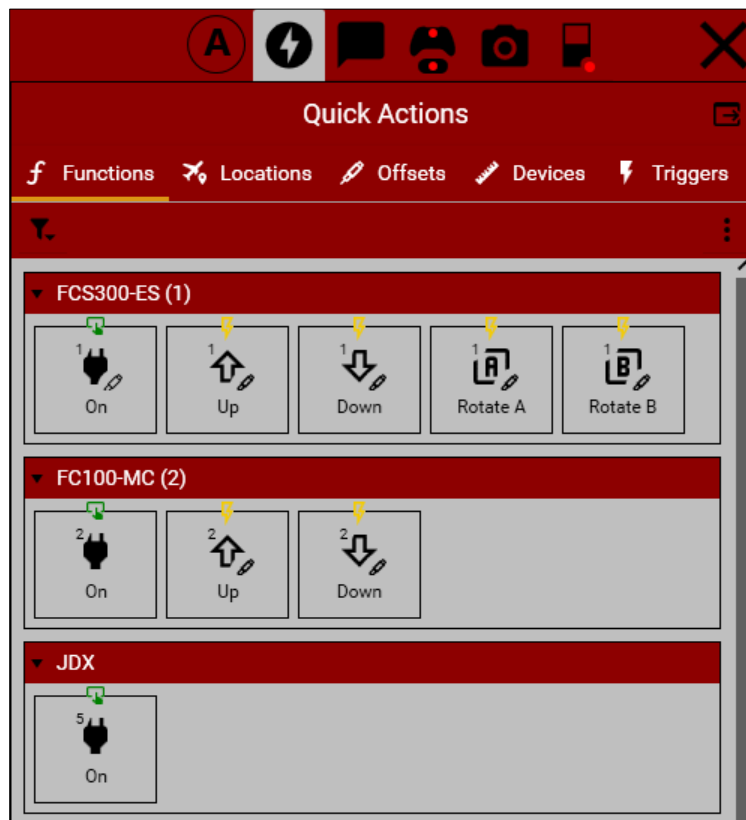 A
Quick Actions
Functions Locations Offsets Devices Triggers
FCS300-ES (1)
1 1 1 1 A 1 B
On Up Down Rotate A Rotate B
FC100-MC (2)
2 2 2
On Up Down
JDX
5
On